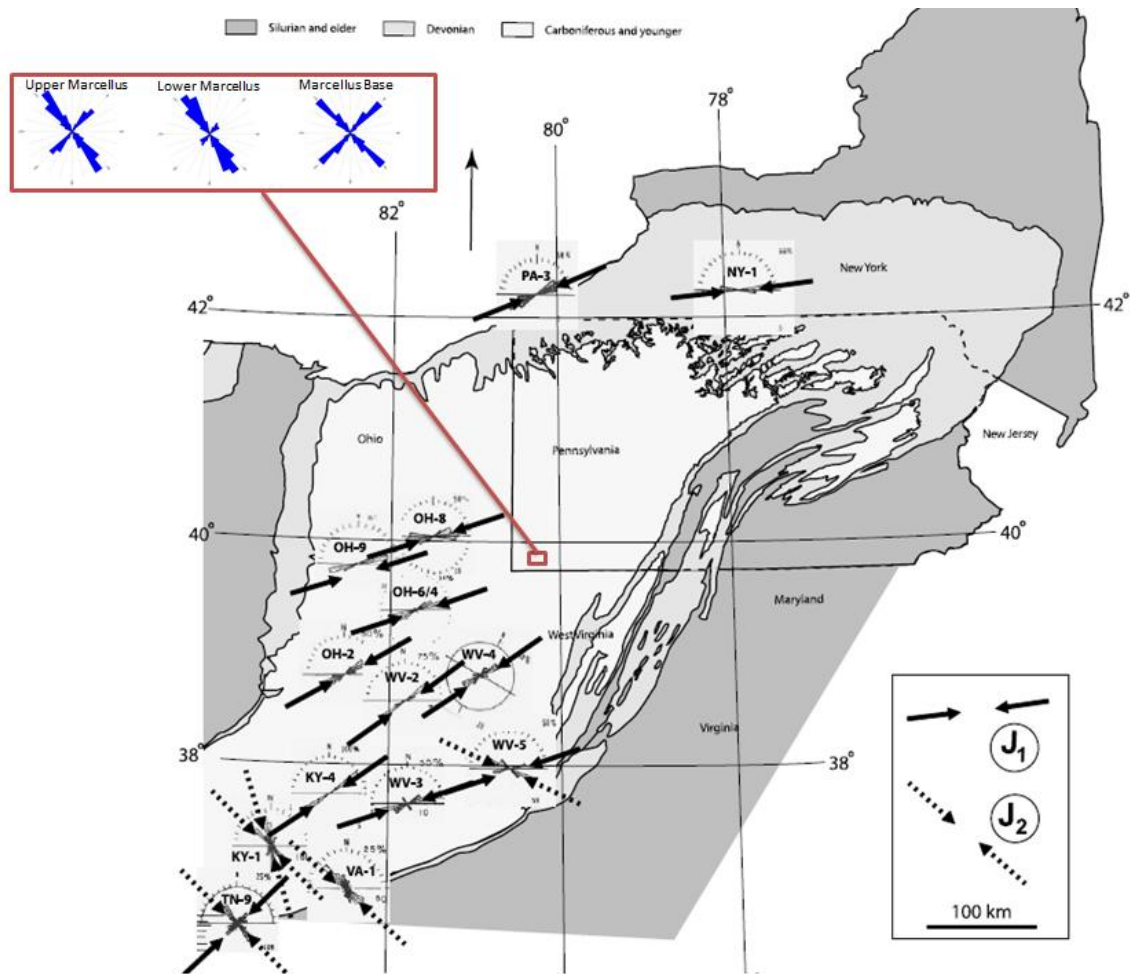 Silurian and older Devonian Carboniferous and younger
Upper Marcellus Lower Marcellus Marcellus Base
78°
80°
82°
PA-3
NY-1
New York
42° 42°
Ohio
Pennsylvania
New Jersey
40° 40°
OH-8
OH-9
OH-6/4
Maryland
OH-2
West Virginia
WV-4
WV-2
75%
Virginia
38° 38°
WV-5
KY-4
WV-3
KY-1
VA-1
25%
TN-9
J1
J2
100 km